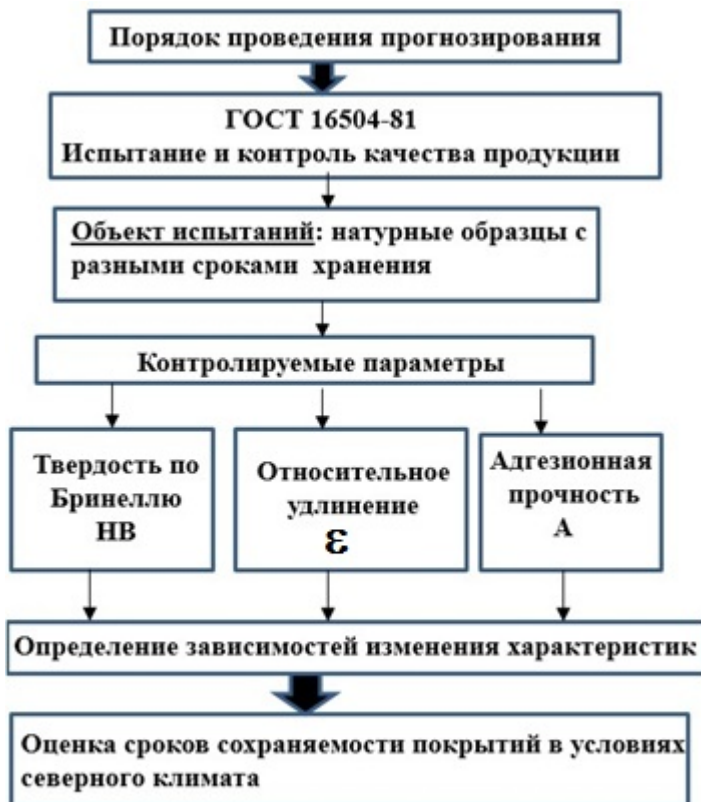 Порядок проведения прогнозирования
ГОСТ 16504-81
Испытание и контроль качества продукции
Объект испытаний: натурные образцы с
разными сроками хранения
Контролируемые параметры
Твердость по
Бринеллю
НВ
Относительное
удлинение
ε
Адгезионная
прочность
А
Определение зависимостей изменения характеристик
Оценка сроков сохраняемости покрытий в условиях
северного климата